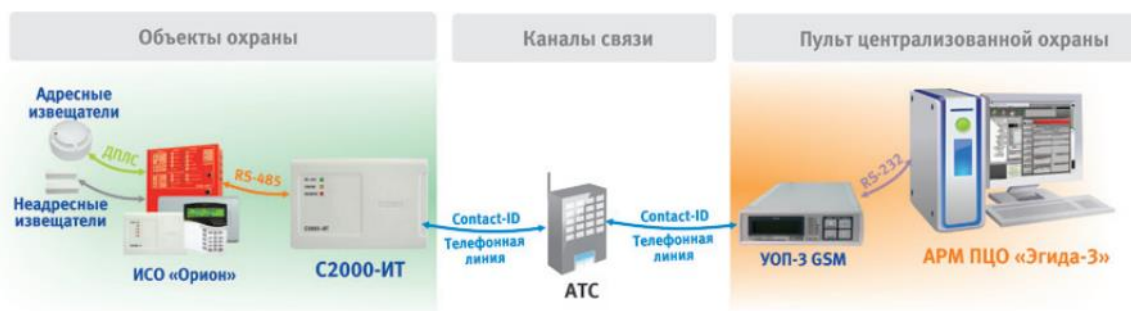 Объекты охраны
Каналы связи
Пульт централизованной охраны
Адресные
извещатели
ДПЛС
RS-485
Неадресные
извещатели
ИСО «Орион»
С2000-ИТ
Contact-ID
Телефонная
линия
АТС
Contact-ID
Телефонная
линия
RS-232
УОП-3 GSM
АРМ ПЦО «Эгида-3»